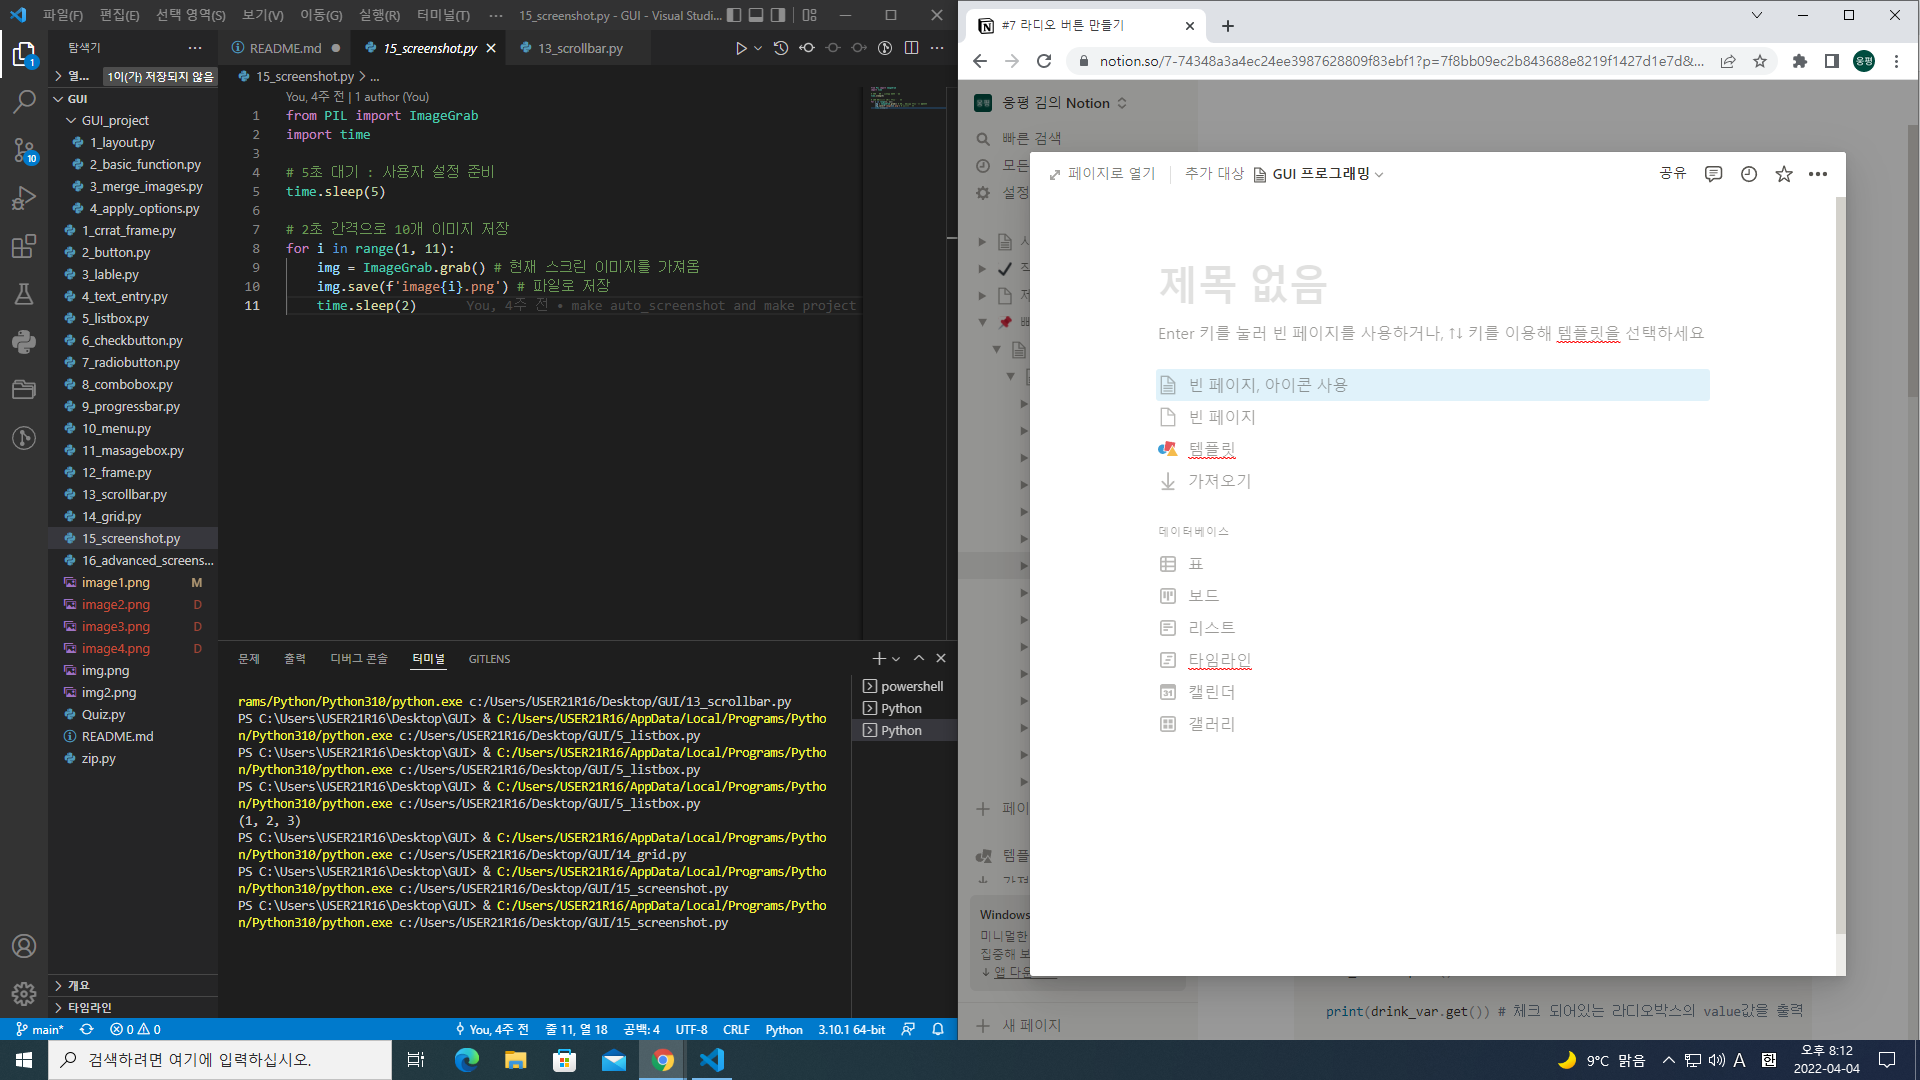 파일(F) 편집(E) 선택 영역(S) 보기(V) 이동(G) 실행(R) 터미널(T) ··· 15_screenshot.py - GUI - Visual Studi...
탐색기
열... 1이(가) 저장되지 않음
GUI
GUI_project
1_layout.py
2_basic_function.py
3_merge_images.py
4_apply_options.py
1_crrat_frame.py
2_button.py
3_lable.py
4_text_entry.py
5_listbox.py
6_checkbutton.py
7_radiobutton.py
8_combobox.py
9_progressbar.py
10_menu.py
11_masagebox.py
12_frame.py
13_scrollbar.py
14_grid.py
15_screenshot.py
16_advanced_screens...
image1.png M
image2.png D
image3.png D
image4.png D
img.png
img2.png
Quiz.py
README.md
zip.py
개요
타임라인
1
10
README.md
15_screenshot.py
13_scrollbar.py
15_screenshot.py > ...
You, 4주 전 | 1 author (You)
1 from PIL import ImageGrab
2 import time
3
4 # 5초 대기 : 사용자 설정 준비
5 time.sleep(5)
6
7 # 2초 간격으로 10개 이미지 저장
8 for i in range(1, 11):
9 img = ImageGrab.grab() # 현재 스크린 이미지를 가져옴
10 img.save(f'image{i}.png') # 파일로 저장
11 time.sleep(2) You, 4주 전 • make auto_screenshot and make project
문제 출력 디버그 콘솔 터미널 GITLENS
powershell
Python
Python
rams/Python/Python310/python.exe c:/Users/USER21R16/Desktop/GUI/13_scrollbar.py
PS C:\Users\USER21R16\Desktop\GUI> & C:/Users/USER21R16/AppData/Local/Programs/Pytho
n/Python310/python.exe c:/Users/USER21R16/Desktop/GUI/5_listbox.py
PS C:\Users\USER21R16\Desktop\GUI> & C:/Users/USER21R16/AppData/Local/Programs/Pytho
n/Python310/python.exe c:/Users/USER21R16/Desktop/GUI/5_listbox.py
PS C:\Users\USER21R16\Desktop\GUI> & C:/Users/USER21R16/AppData/Local/Programs/Pytho
n/Python310/python.exe c:/Users/USER21R16/Desktop/GUI/5_listbox.py
(1, 2, 3)
PS C:\Users\USER21R16\Desktop\GUI> & C:/Users/USER21R16/AppData/Local/Programs/Pytho
n/Python310/python.exe c:/Users/USER21R16/Desktop/GUI/14_grid.py
PS C:\Users\USER21R16\Desktop\GUI> & C:/Users/USER21R16/AppData/Local/Programs/Pytho
n/Python310/python.exe c:/Users/USER21R16/Desktop/GUI/15_screenshot.py
PS C:\Users\USER21R16\Desktop\GUI> & C:/Users/USER21R16/AppData/Local/Programs/Pytho
n/Python310/python.exe c:/Users/USER21R16/Desktop/GUI/15_screenshot.py
main* 0 0 You, 4주 전 줄 11, 열 18 공백: 4 UTF-8 CRLF Python 3.10.1 64-bit
#7 라디오 버튼 만들기
notion.so/7-74348a3a4ec24ee3987628809f83ebf1?p=7f8bb09ec2b843688e8219f1427d1e7d&...
웅평
웅평 김의 Notion
빠른 검색
모든
설정
페이
템플
가져
Windows
미니멀한
집중해 보
앱 다운
새 페이지
페이지로 열기 추가 대상 GUI 프로그래밍 공유
제목 없음
Enter 키를 눌러 빈 페이지를 사용하거나, ↑↓ 키를 이용해 템플릿을 선택하세요
빈 페이지, 아이콘 사용
빈 페이지
템플릿
가져오기
데이터베이스
표
보드
리스트
타임라인
31 캘린더
갤러리
print(drink_var.get()) # 체크 되어있는 라디오박스의 value값을 출력
검색하려면 여기에 입력하십시오.
9°C 맑음 A 한 오후 8:12
2022-04-04